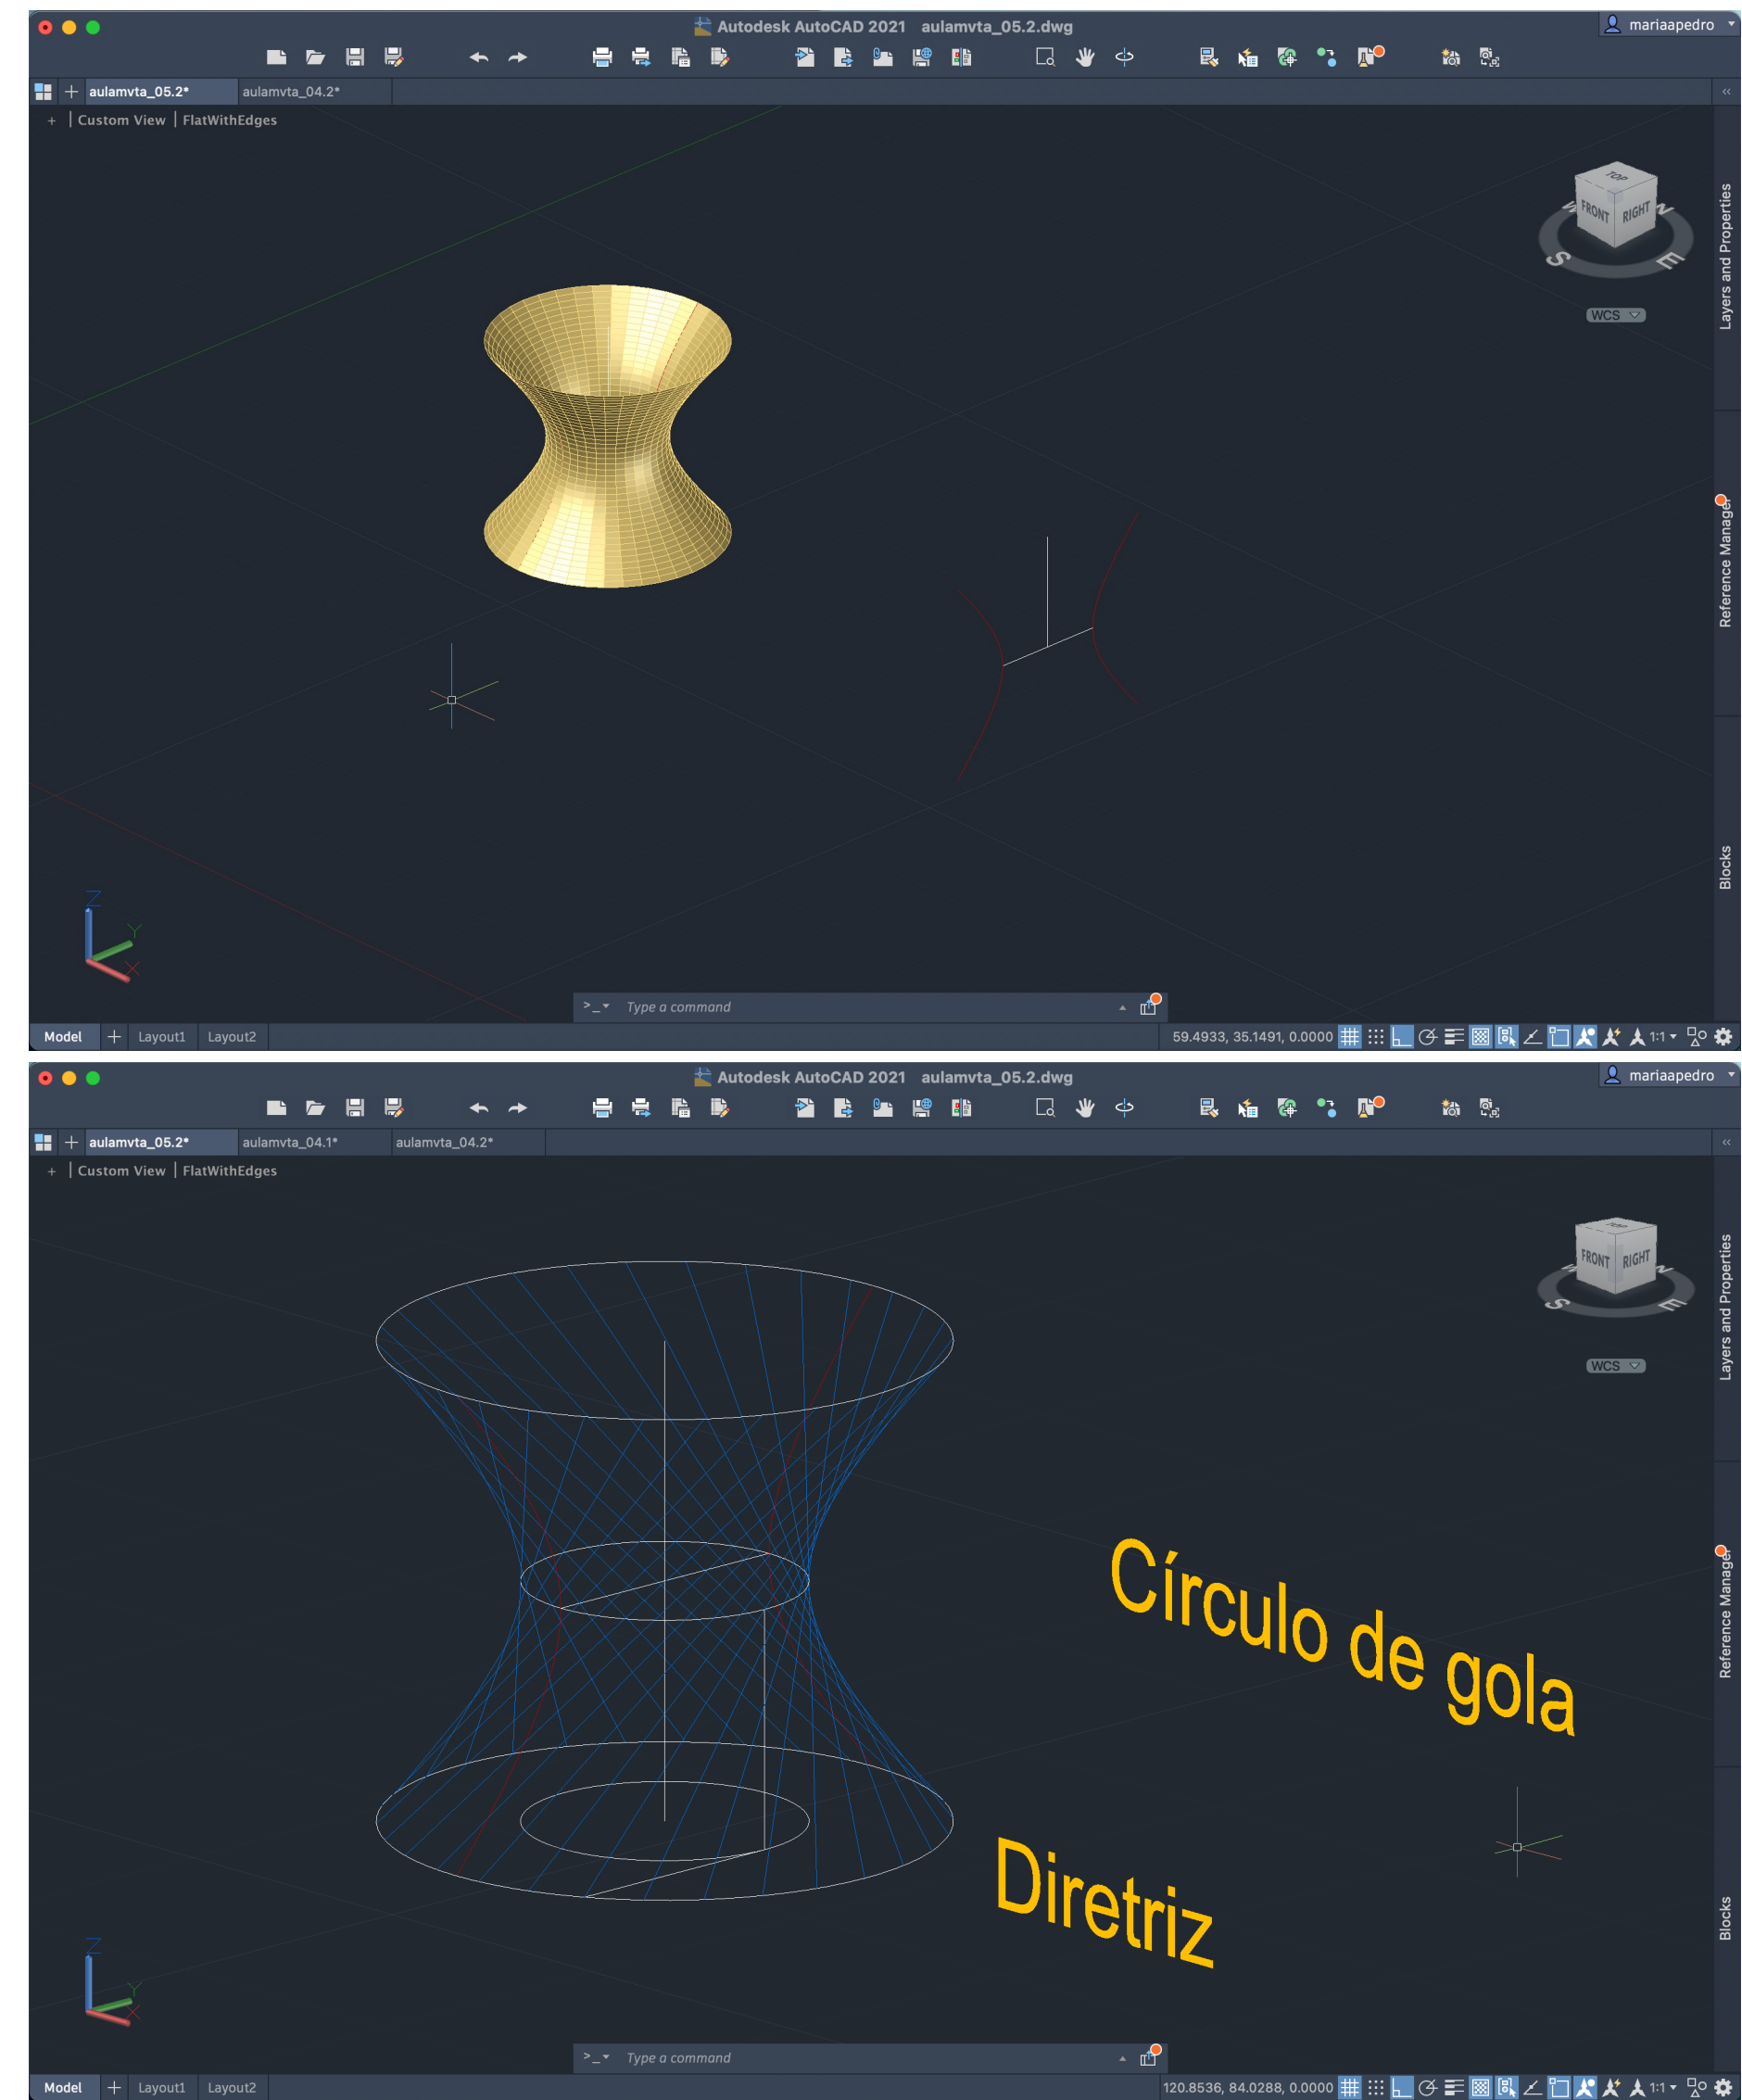 Autodesk AutoCAD 2021 aulamvta_05.2.dwg
mariaapedro
aulamvta_05.2*
aulamvta_04.2*
+ | Custom View | FlatWithEdges
TOP
FRONT
RIGHT
S
E
WCS
Layers and Properties
Reference Manager
Blocks
Z
Y
X
>_ Type a command
Model
Layout1
Layout2
59.4933, 35.1491, 0.0000
1:1
Autodesk AutoCAD 2021 aulamvta_05.2.dwg
mariaapedro
aulamvta_05.2*
aulamvta_04.1*
aulamvta_04.2*
+ | Custom View | FlatWithEdges
TOP
FRONT
RIGHT
S
E
WCS
Layers and Properties
Círculo de gola
Reference Manager
Diretriz
Blocks
Z
Y
X
>_ Type a command
Model
Layout1
Layout2
120.8536, 84.0288, 0.0000
1:1